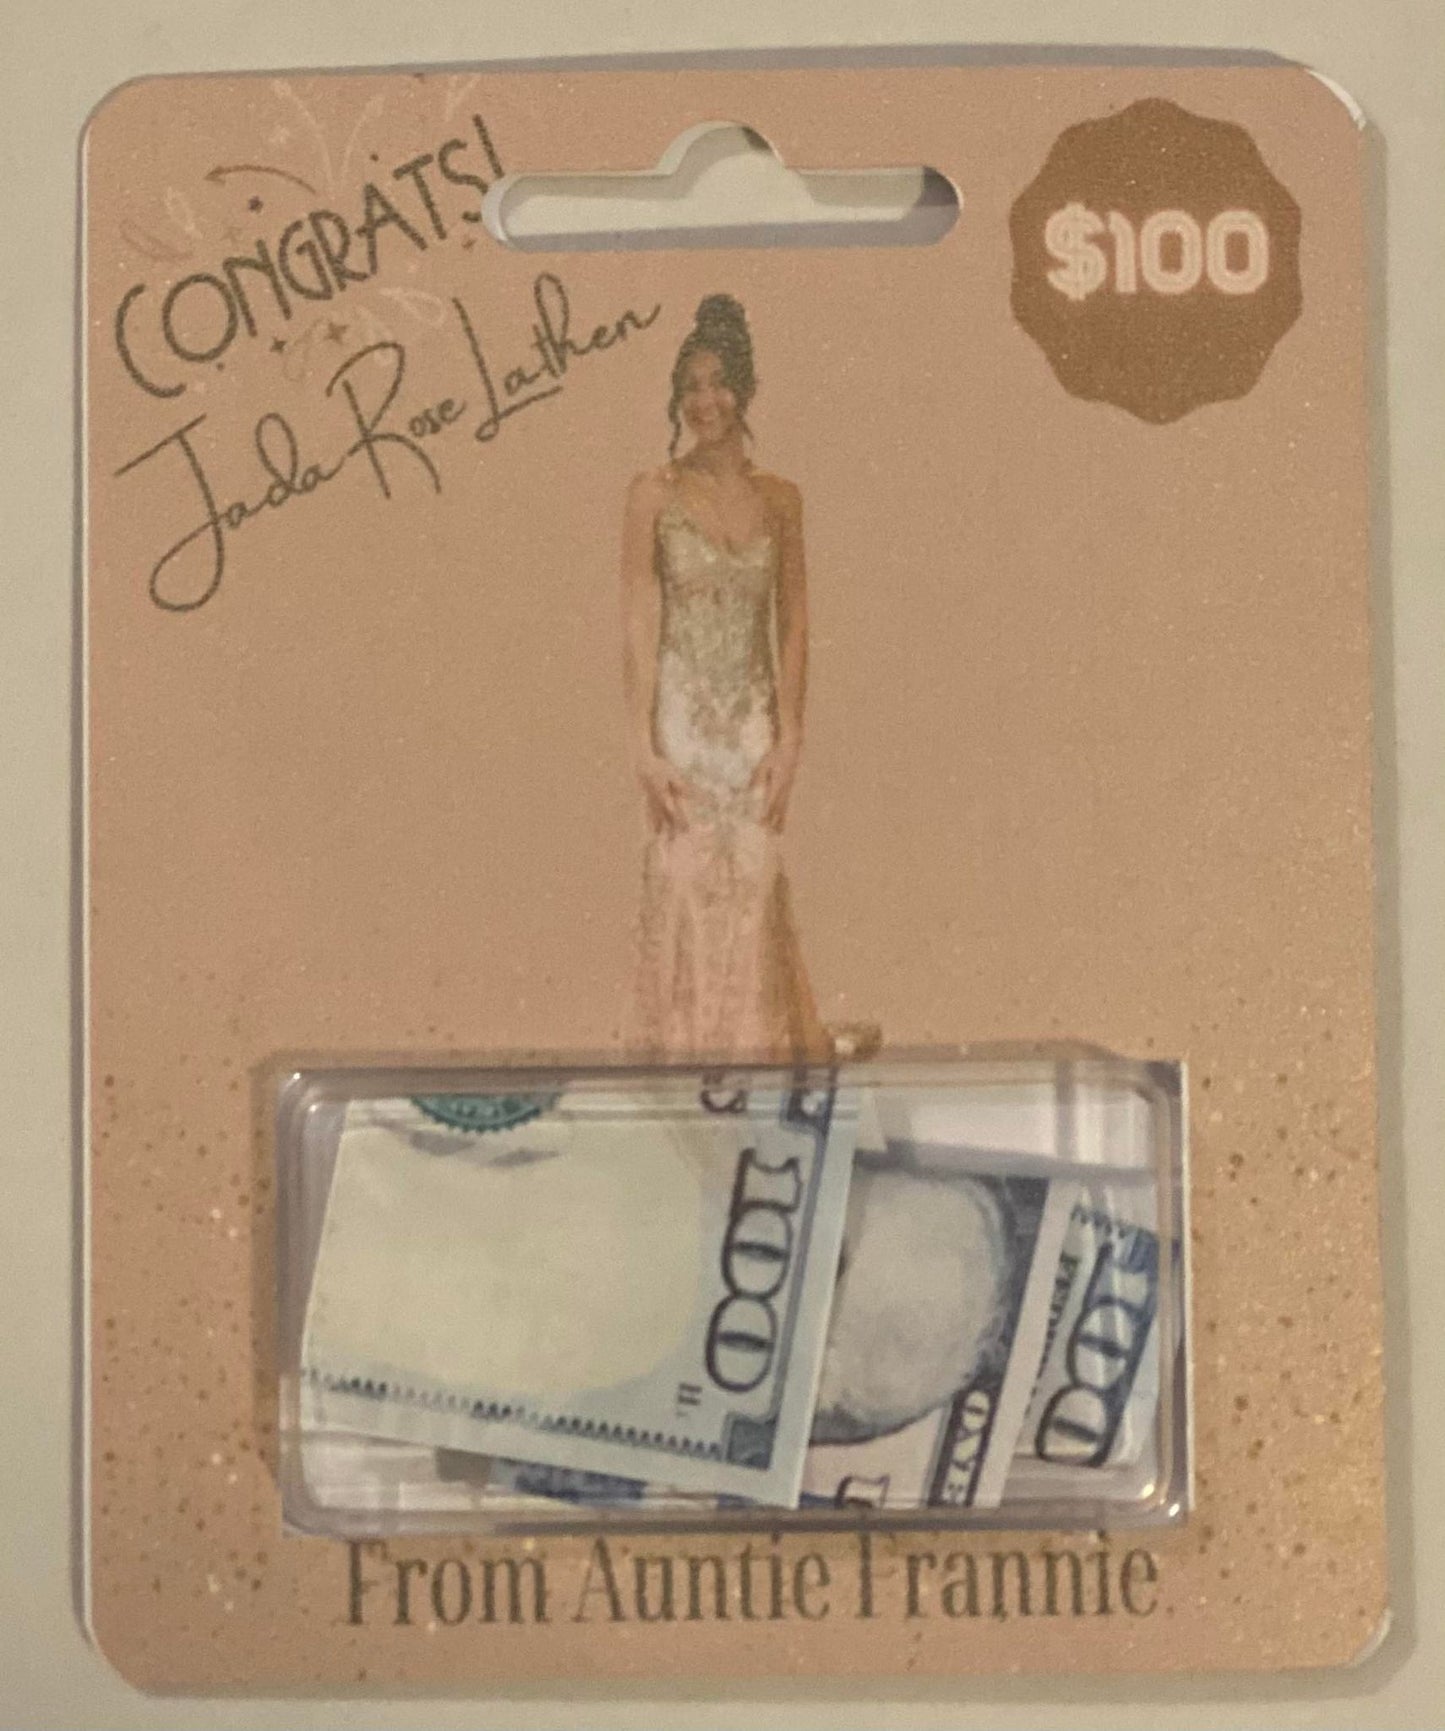 CONGRATS!
Jada Rose Lathen
$100
100
100
From Auntie Frannie